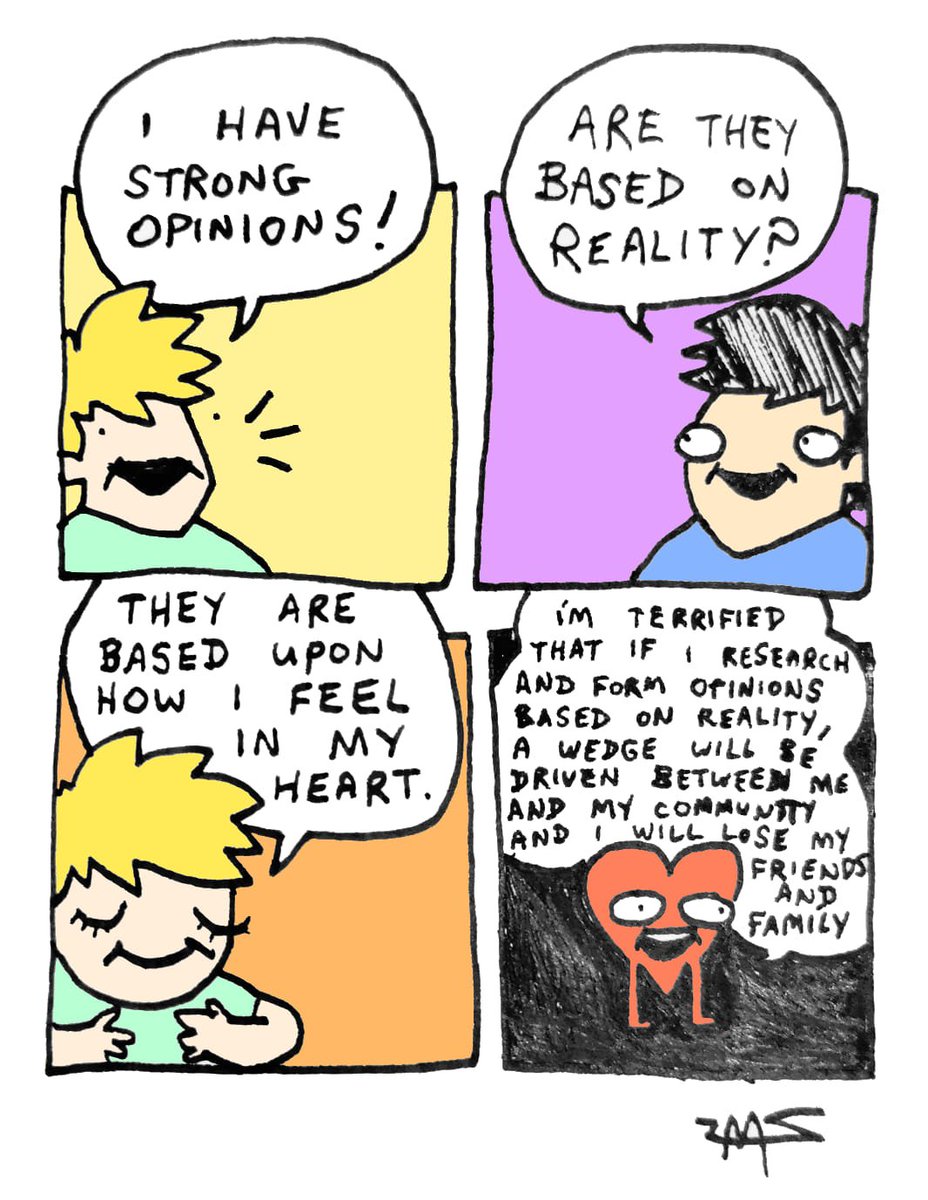 I HAVE
STRONG
OPINIONS!
ARE THEY
BASED ON
REALITY?
THEY ARE
BASED UPON
HOW I FEEL
IN MY
HEART.
I'M TERRIFIED
THAT IF I RESEARCH
AND FORM OPINIONS
BASED ON REALITY,
A WEDGE WILL BE
DRIVEN BETWEEN ME
AND MY COMMUNITY
AND I WILL LOSE MY
FRIENDS
AND
FAMILY